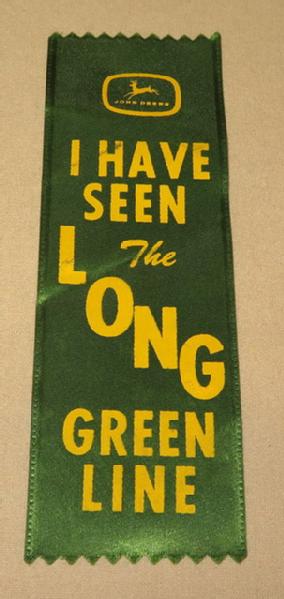 JOHN DEERE
I HAVE
SEEN
The
LONG
GREEN
LINE